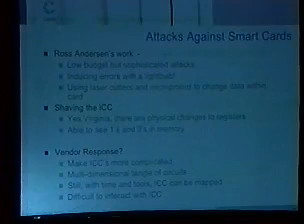 Attacks Against Smart Cards
Ross Andersen's work -
Low budget but sophisticated attacks
Inducing errors with a
Using laser cutters and microprobes to change data within
card
Shaving the ICC
Yes Virginia, there are physical changes to registers
Able to see 1's and 0's in memory
Vendor Response?
Make ICC's more complicated,
Multi-dimensional of circuits
Still, with time and tools, ICC can be mapped
Difficult to interact with ICC